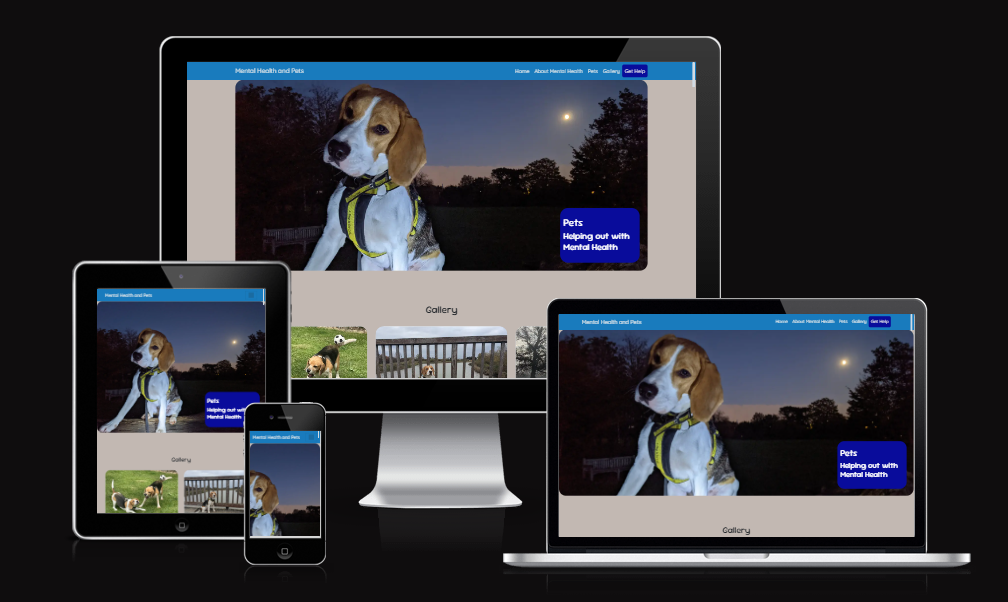 Mental Health and Pets
Home About Mental Health Pets Gallery Get Help
Pets
Helping out with
Mental Health
Gallery
Mental Health and Pets
Pets
Helping out wi
Mental Health
Gallery
Mental Health and Pets
Mental Health and Pets
Home About Mental Health Pets Gallery Get Help
Pets
Helping out with
Mental Health
Gallery